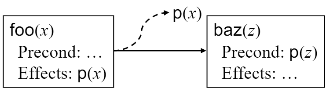 p(x)
foo(x)
Precond: …
Effects: p(x)
baz(z)
Precond: p(z)
Effects: …